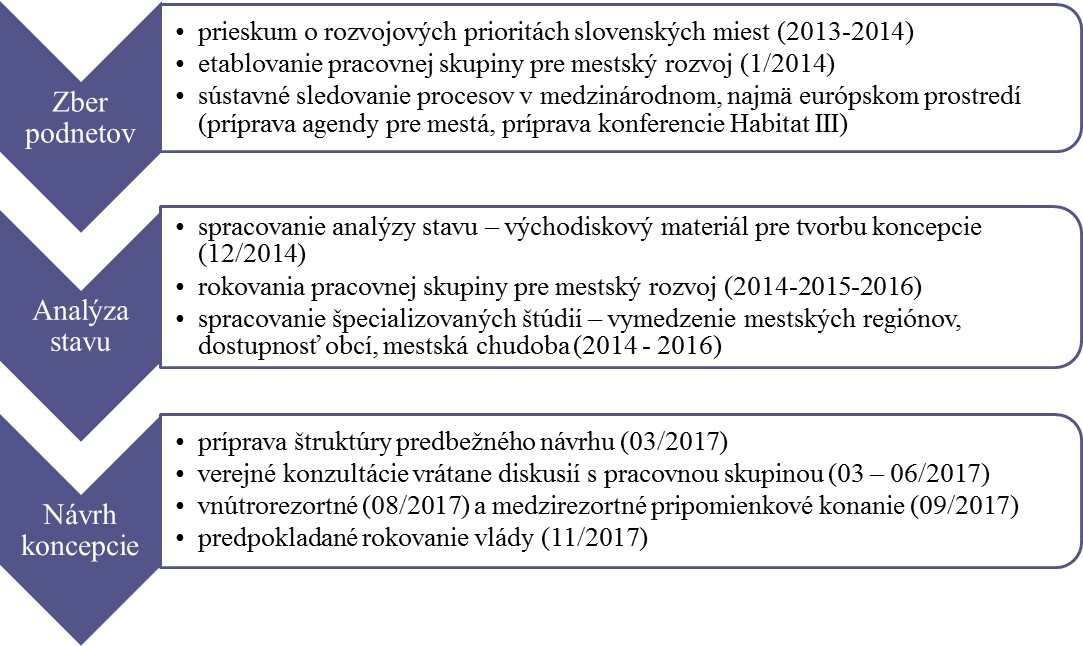 Zber
podnetov
• prieskum o rozvojových prioritách slovenských miest (2013-2014)
• etablovanie pracovnej skupiny pre mestský rozvoj (1/2014)
• sústavné sledovanie procesov v medzinárodnom, najmä európskom prostredí
(príprava agendy pre mestá, príprava konferencie Habitat III)
Analýza
stavu
• spracovanie analýzy stavu – východiskový materiál pre tvorbu koncepcie
(12/2014)
• rokovania pracovnej skupiny pre mestský rozvoj (2014-2015-2016)
• spracovanie špecializovaných štúdií – vymedzenie mestských regiónov,
dostupnosť obcí, mestská chudoba (2014 - 2016)
Návrh
koncepcie
• príprava štruktúry predbežného návrhu (03/2017)
• verejné konzultácie vrátane diskusií s pracovnou skupinou (03 – 06/2017)
• vnútrorezortné (08/2017) a medzirezortné pripomienkové konanie (09/2017)
• predpokladané rokovanie vlády (11/2017)